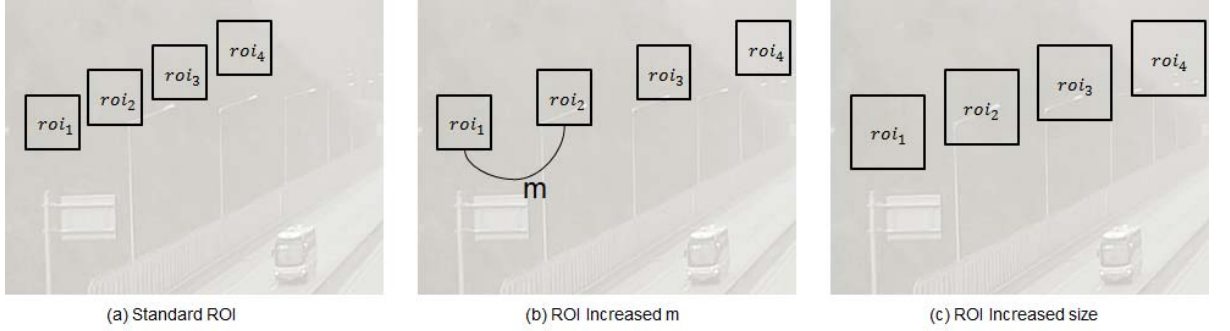 roi₁
roi₂
roi₃
roi₄
(a) Standard ROI
roi₁
roi₂
roi₃
roi₄
m
(b) ROI Increased m
roi₁
roi₂
roi₃
roi₄
(c) ROI Increased size